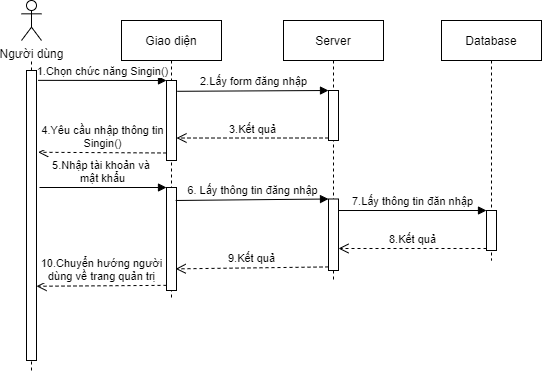 Người dùng
Giao diện
Server
Database
1.Chọn chức năng Singin()
2.Lấy form đăng nhập
3.Kết quả
4.Yêu cầu nhập thông tin
Singin()
5.Nhập tài khoản và
mật khẩu
6. Lấy thông tin đăng nhập
7.Lấy thông tin đăn nhập
8.Kết quả
9.Kết quả
10.Chuyển hướng người
dùng về trang quản trị